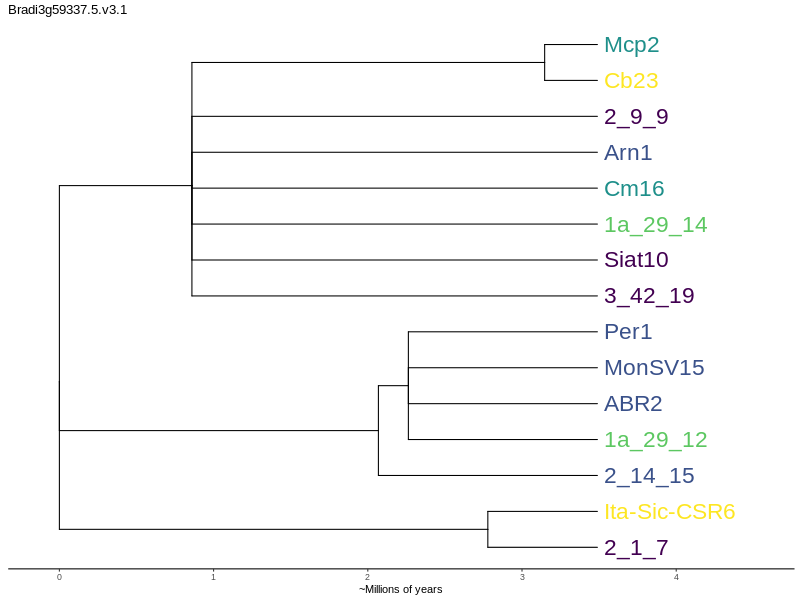 Bradi3g59337.5.v3.1
Mcp2
Cb23
2_9_9
Arn1
Cm16
1a_29_14
Siat10
3_42_19
Per1
MonSV15
ABR2
1a_29_12
2_14_15
Ita-Sic-CSR6
2_1_7
0 1 2 3 4
~Millions of years